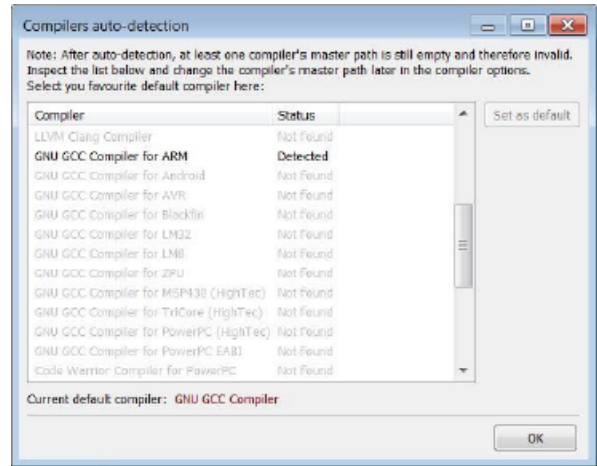 Compilers auto-detection
Note: After auto-detection, at least one compiler's master path is still empty and therefore invalid.
Inspect the list below and change the compiler's master path later in the compiler options.
Select you favourite default compiler here:
Compiler Status
Set as default
LLVM Clang Compiler Not found
GNU GCC Compiler for ARM Detected
GNU GCC Compiler for Android Not found
GNU GCC Compiler for AVR Not found
GNU GCC Compiler for Blackfin Not found
GNU GCC Compiler for LM32 Not found
GNU GCC Compiler for LM8 Not found
GNU GCC Compiler for ZPU Not found
GNU GCC Compiler for MSP430 (HighTec) Not found
GNU GCC Compiler for TriCore (HighTec) Not found
GNU GCC Compiler for PowerPC (HighTec) Not found
GNU GCC Compiler for PowerPC EABI Not found
Code Warrior Compiler for PowerPC Not found
Current default compiler: GNU GCC Compiler
OK